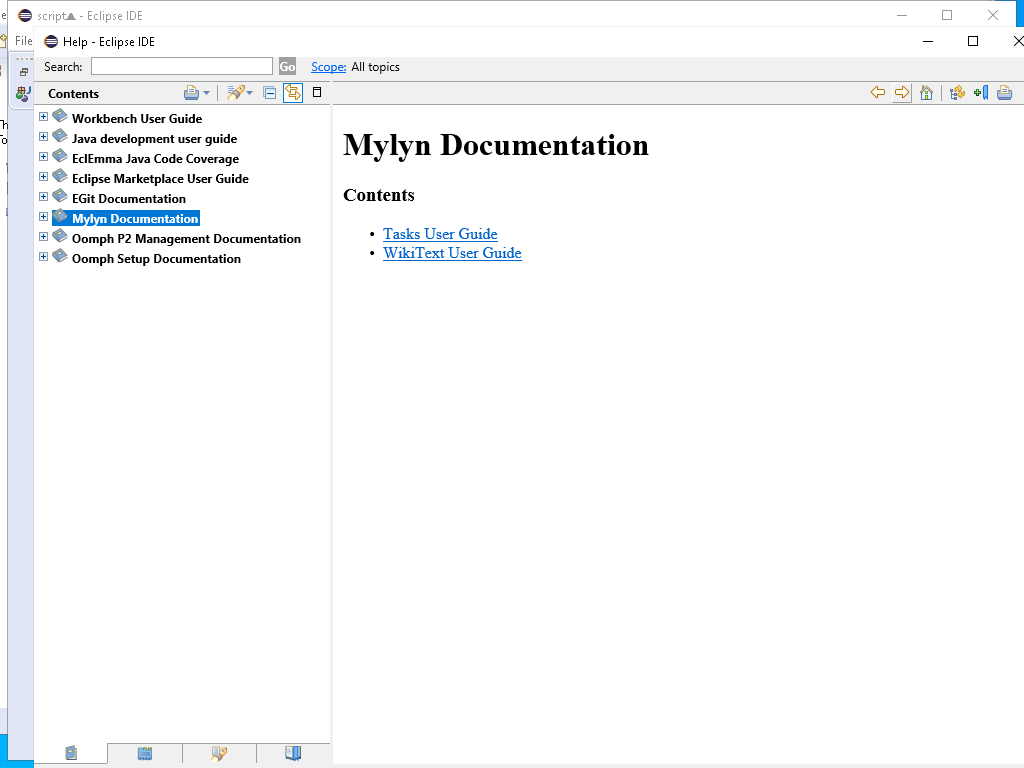 script - Eclipse IDE
File
Help - Eclipse IDE
Search:
Go
Scope:
All topics
Contents
Workbench User Guide
Java development user guide
EclEmma Java Code Coverage
Eclipse Marketplace User Guide
EGit Documentation
Mylyn Documentation
Oomph P2 Management Documentation
Oomph Setup Documentation
Mylyn Documentation
Contents
• Tasks User Guide
• WikiText User Guide